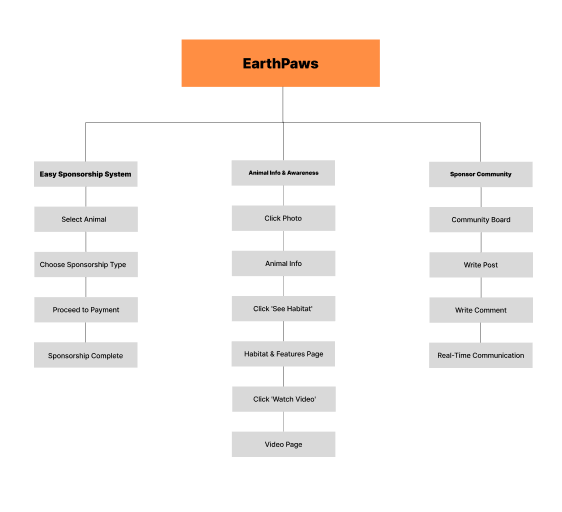 EarthPaws
Easy Sponsorship System
Select Animal
Choose Sponsorship Type
Proceed to Payment
Sponsorship Complete
Animal Info & Awareness
Click Photo
Animal Info
Click 'See Habitat'
Habitat & Features Page
Click 'Watch Video'
Video Page
Sponsor Community
Community Board
Write Post
Write Comment
Real-Time Communication